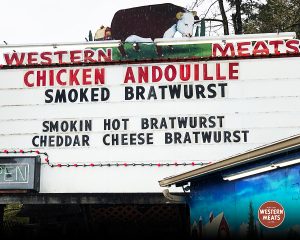 WESTERN MEATS
CHICKEN ANDOUILLE
SMOKED BRATWURST
SMOKIN HOT BRATWURST
CHEDDAR CHEESE BRATWURST
OPEN
WESTERN MEATS